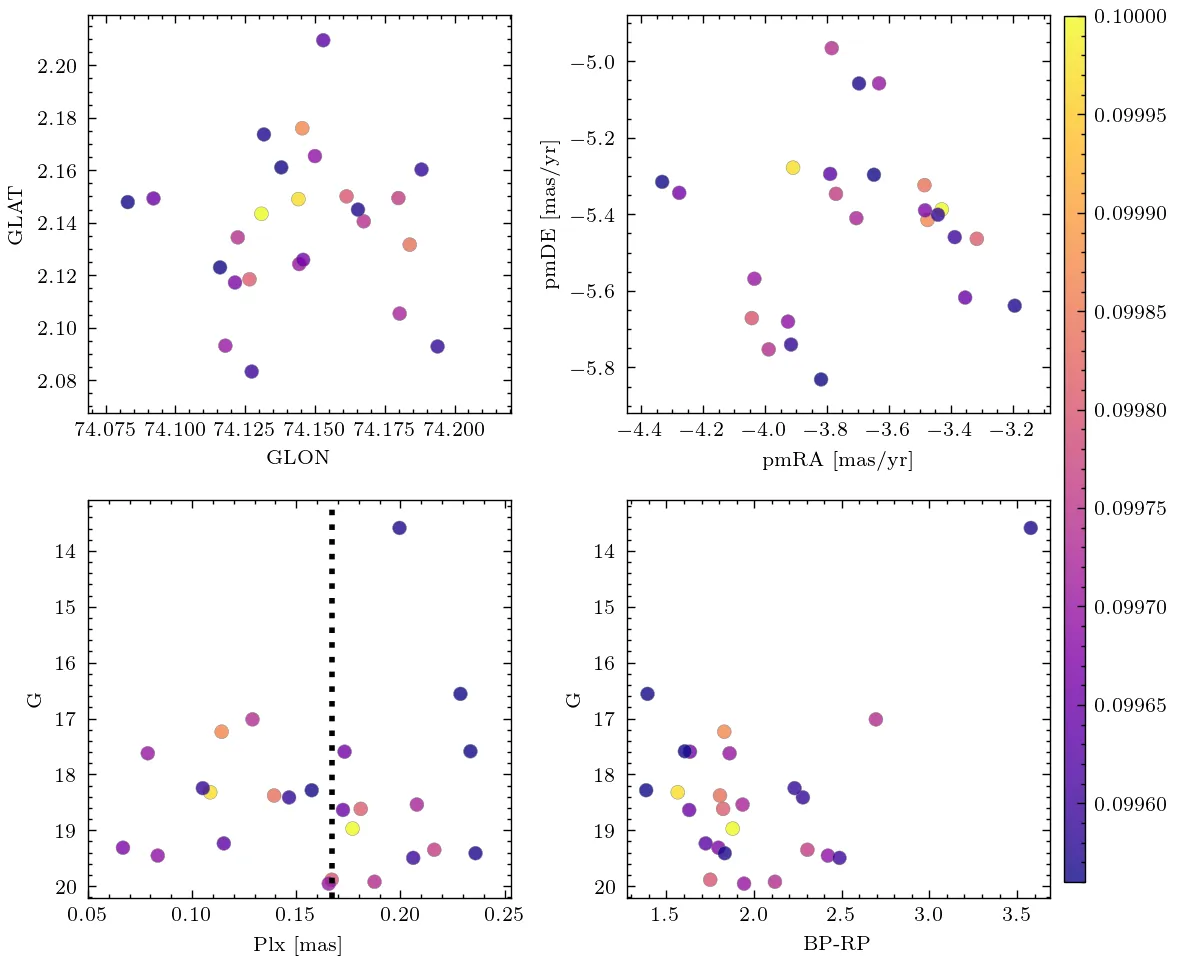 2.20
2.18
2.16
2.14
2.12
2.10
2.08
GLAT
74.075 74.100 74.125 74.150 74.175 74.200
GLON
−5.0
−5.2
−5.4
−5.6
−5.8
pmDE [mas/yr]
−4.4 −4.2 −4.0 −3.8 −3.6 −3.4 −3.2
pmRA [mas/yr]
14
15
16
17
18
19
20
G
0.05 0.10 0.15 0.20 0.25
Plx [mas]
14
15
16
17
18
19
20
G
1.5 2.0 2.5 3.0 3.5
BP-RP
0.10000
0.09995
0.09990
0.09985
0.09980
0.09975
0.09970
0.09965
0.09960